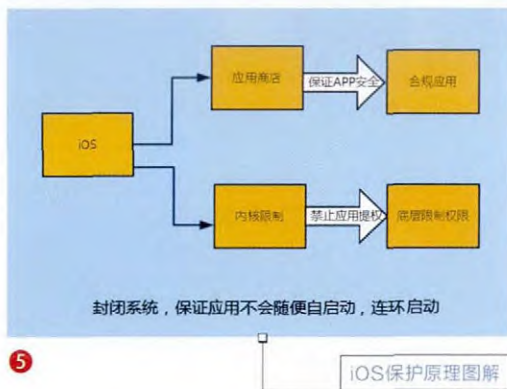 应用商店
保证APP安全
合规应用
iOS
内核限制
禁止应用提权
底层限制权限
封闭系统，保证应用不会随便自启动，连环启动
5
iOS保护原理图解